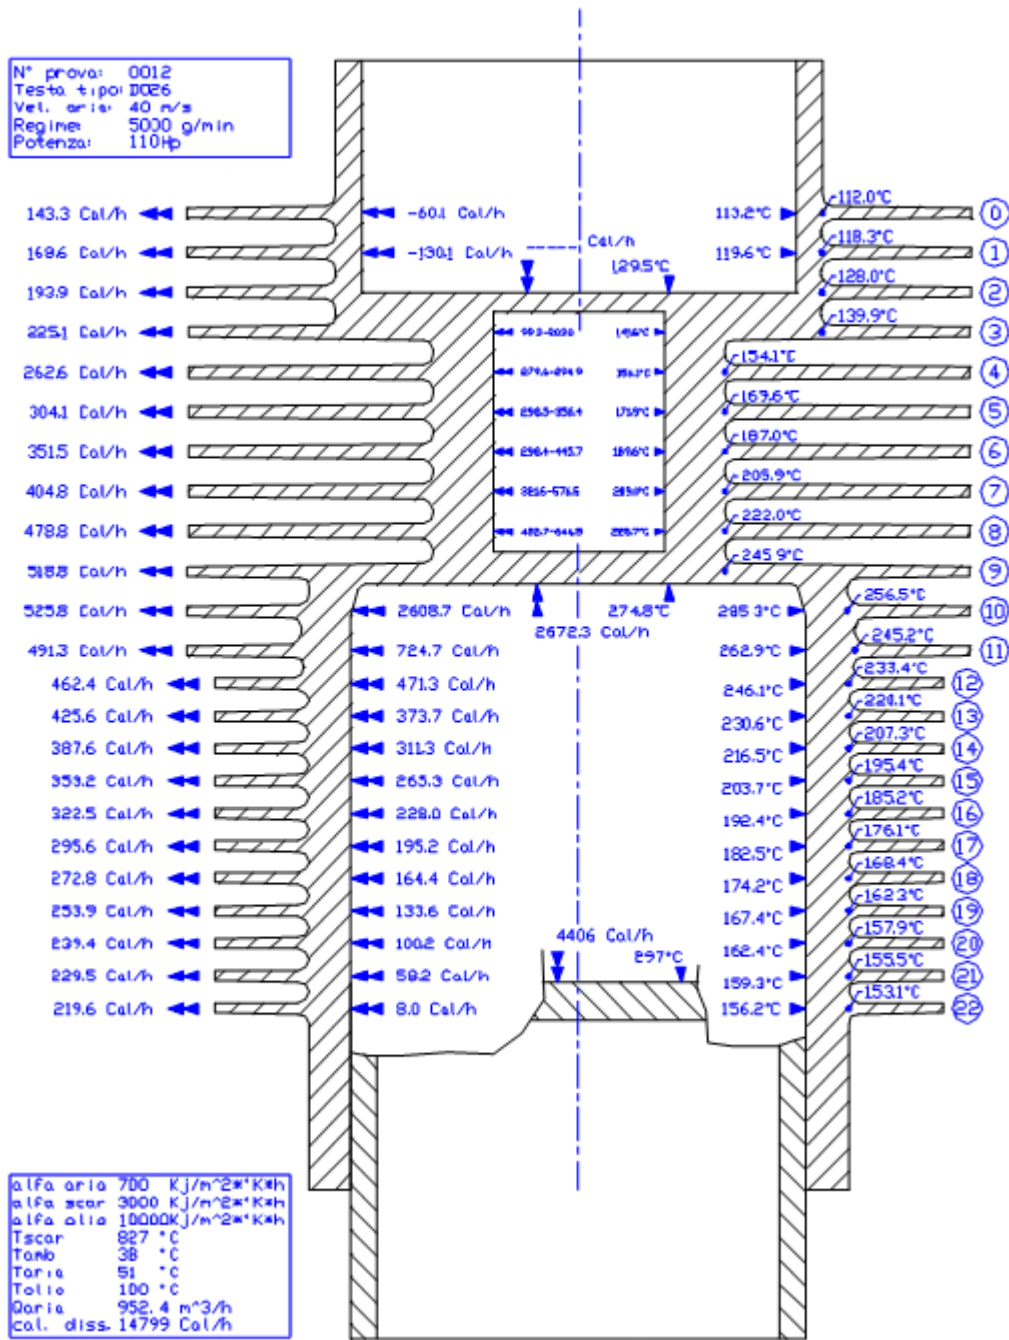 N° prova: 0012
Testa tipo: D026
Vel. aria: 40 m/s
Regime: 5000 g/min
Potenza: 110Hp
143.3 Cal/h -60.1 Cal/h 113.2°C 112.0°C 0
168.6 Cal/h -130.1 Cal/h 119.6°C 118.3°C 1
Cal/h
193.9 Cal/h 129.5°C 128.0°C 2
225.1 Cal/h 139.9°C 3
262.6 Cal/h 154.1°C 4
304.1 Cal/h 169.6°C 5
351.5 Cal/h 187.0°C 6
404.8 Cal/h 205.9°C 7
478.8 Cal/h 222.0°C 8
518.8 Cal/h 245.9°C 9
525.8 Cal/h 2608.7 Cal/h 274.8°C 285.3°C 256.5°C 10
2672.3 Cal/h
491.3 Cal/h 724.7 Cal/h 262.9°C 245.2°C 11
462.4 Cal/h 471.3 Cal/h 246.1°C 233.4°C 12
425.6 Cal/h 373.7 Cal/h 230.6°C 220.1°C 13
387.6 Cal/h 311.3 Cal/h 216.5°C 207.3°C 14
353.2 Cal/h 265.3 Cal/h 203.7°C 195.4°C 15
322.5 Cal/h 228.0 Cal/h 192.4°C 185.2°C 16
295.6 Cal/h 195.2 Cal/h 182.5°C 176.1°C 17
272.8 Cal/h 164.4 Cal/h 174.2°C 168.4°C 18
253.9 Cal/h 133.6 Cal/h 167.4°C 162.3°C 19
239.4 Cal/h 100.2 Cal/h 4406 Cal/h 162.4°C 157.9°C 20
297°C
229.5 Cal/h 58.2 Cal/h 159.3°C 155.5°C 21
219.6 Cal/h 8.0 Cal/h 156.2°C 153.1°C 22
alfa aria 700 Kj/m^2*°K*h
alfa scar 3000 Kj/m^2*°K*h
alfa olio 10000Kj/m^2*°K*h
Tscar 827 °C
Tamb 38 °C
Taria 51 °C
Tolio 100 °C
Qaria 952.4 m^3/h
cal. diss. 14799 Cal/h